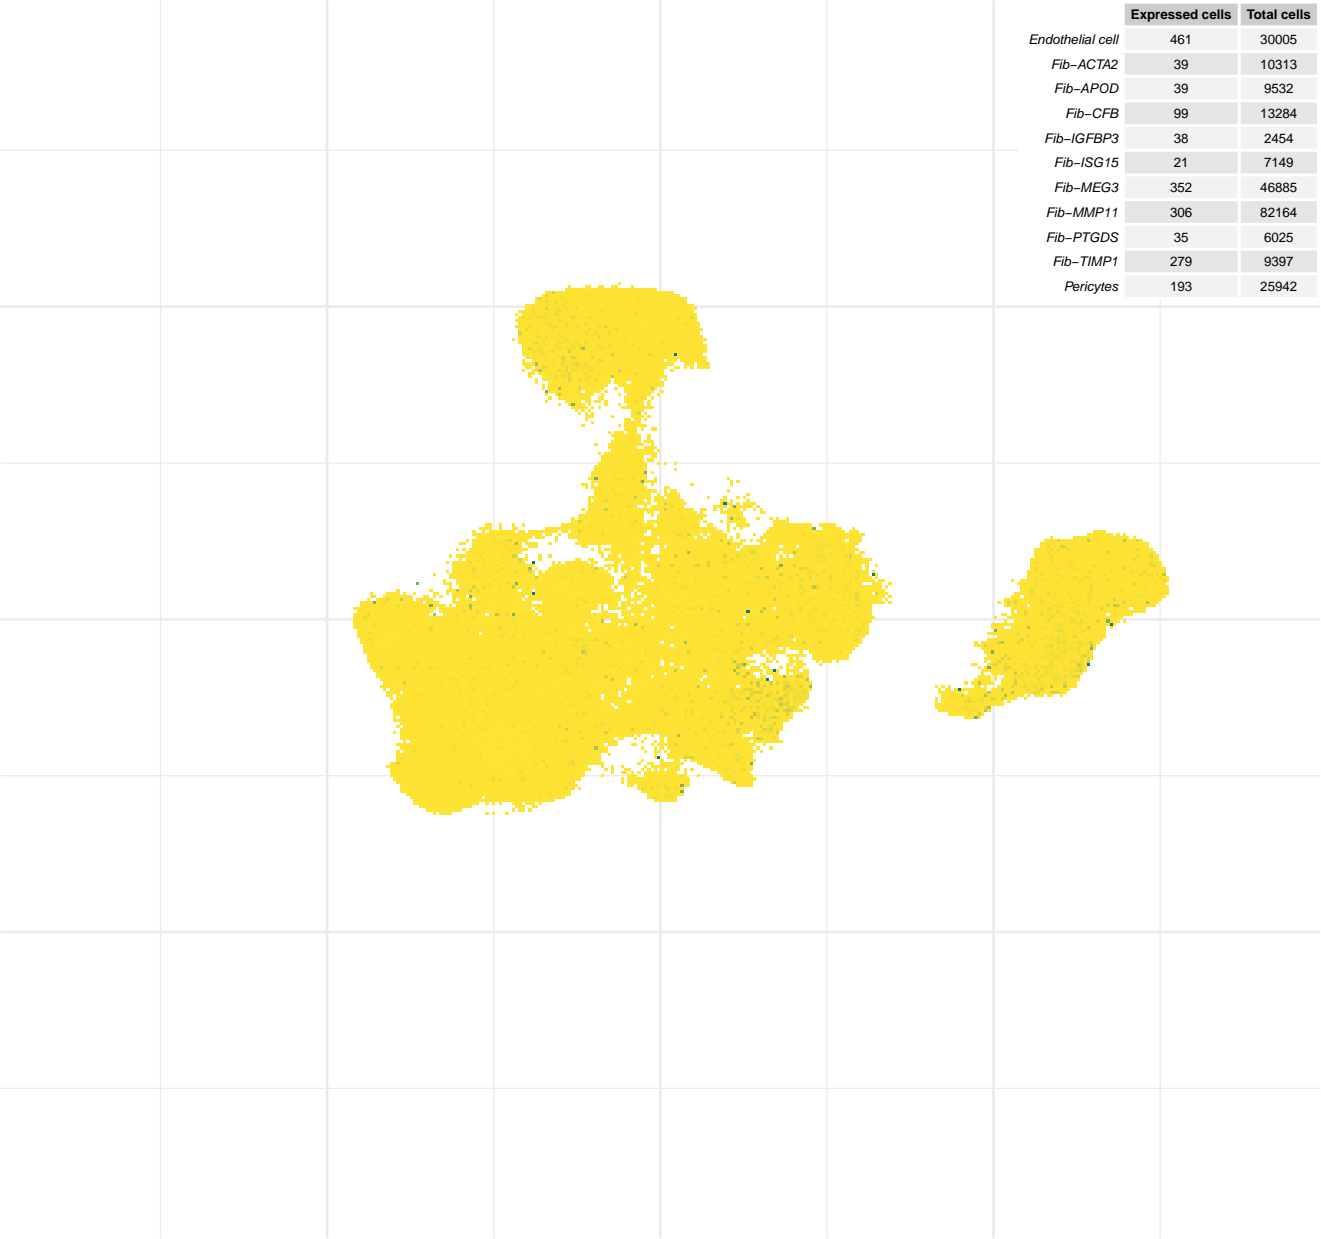 Expressed cells Total cells
Endothelial cell 461 30005
Fib−ACTA2 39 10313
Fib−APOD 39 9532
Fib−CFB 99 13284
Fib−IGFBP3 38 2454
Fib−ISG15 21 7149
Fib−MEG3 352 46885
Fib−MMP11 306 82164
Fib−PTGDS 35 6025
Fib−TIMP1 279 9397
Pericytes 193 25942